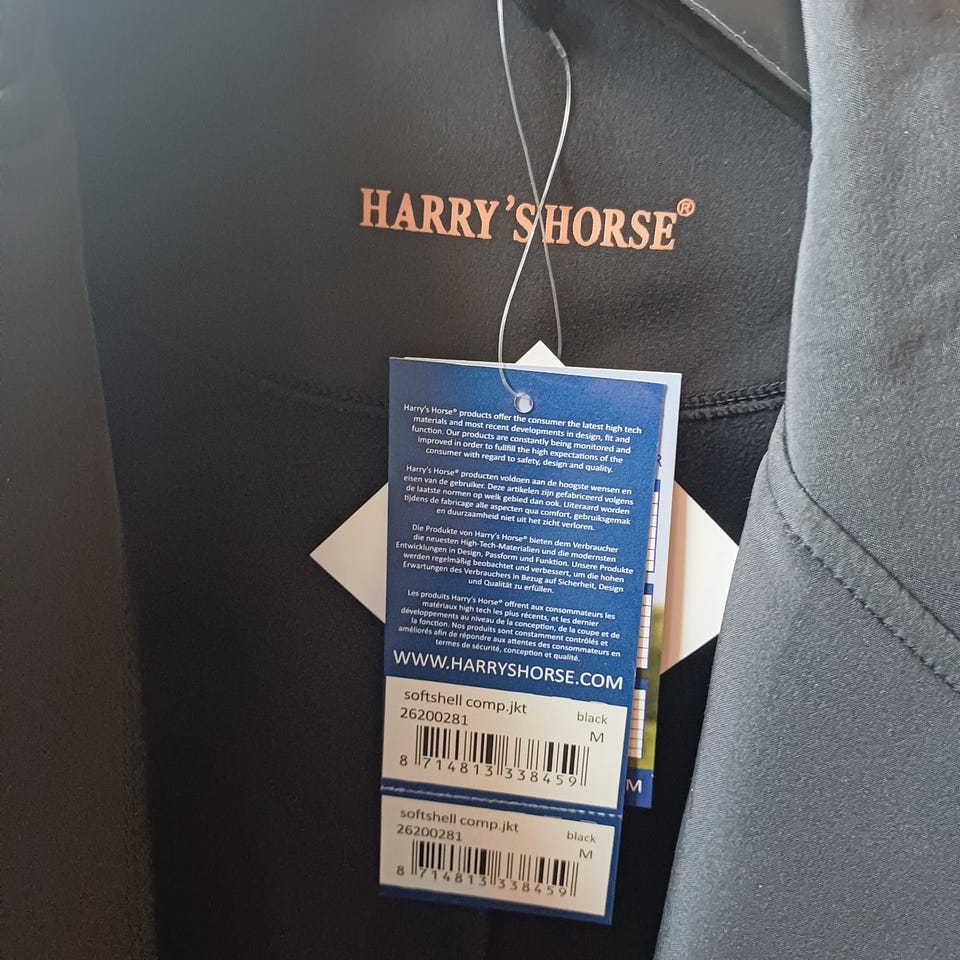 HARRY'S HORSE®
Harry's Horse® products offer the consumer the latest high tech
materials and most recent developments in design, fit and
function. Our products are constantly being monitored and
improved in order to fullfill the high expectations of the
consumer with regard to safety, design and quality.
Harry's Horse® producten voldoen aan de hoogste wensen en
eisen van de gebruiker. Deze artikelen zijn gefabriceerd volgens
de laatste normen op welk gebied dan ook. Uiteraard worden
tijdens de fabricage alle aspecten qua comfort, gebruiksgemak
en duurzaamheid niet uit het zicht verloren.
Die Produkte von Harry's Horse® bieten dem Verbraucher
die neuesten High-Tech-Materialien und die modernsten
Entwicklungen in Design, Passform und Funktion. Unsere Produkte
werden regelmäßig beobachtet und verbessert, um die hohen
Erwartungen des Verbrauchers in Bezug auf Sicherheit, Design
und Qualität zu erfüllen.
Les produits Harry's Horse® offrent aux consommateurs les
matériaux high tech les plus récents, et les dernier
développements au niveau de la conception, de la coupe et de
la fonction. Nos produits sont constamment contrôlés et
améliorés afin de répondre aux attentes des consommateurs en
termes de sécurité, conception et qualité.
WWW.HARRYSHORSE.COM
softshell comp.jkt
26200281 black
M
8 714813 338459
M
softshell comp.jkt
26200281 black
M
8 714813 338459